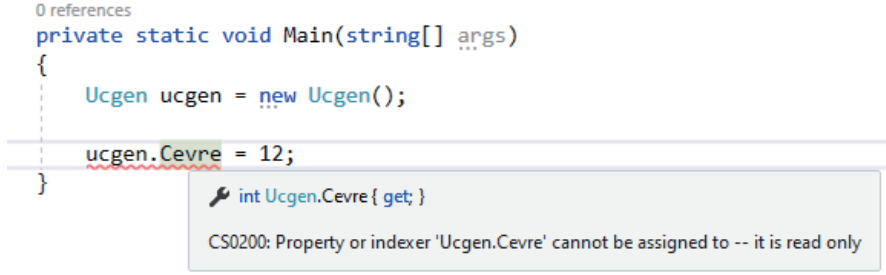 0 references
private static void Main(string[] args)
{
Ucgen ucgen = new Ucgen();
ucgen.Cevre = 12;
}
int Ucgen.Cevre { get; }
CS0200: Property or indexer 'Ucgen.Cevre' cannot be assigned to -- it is read only